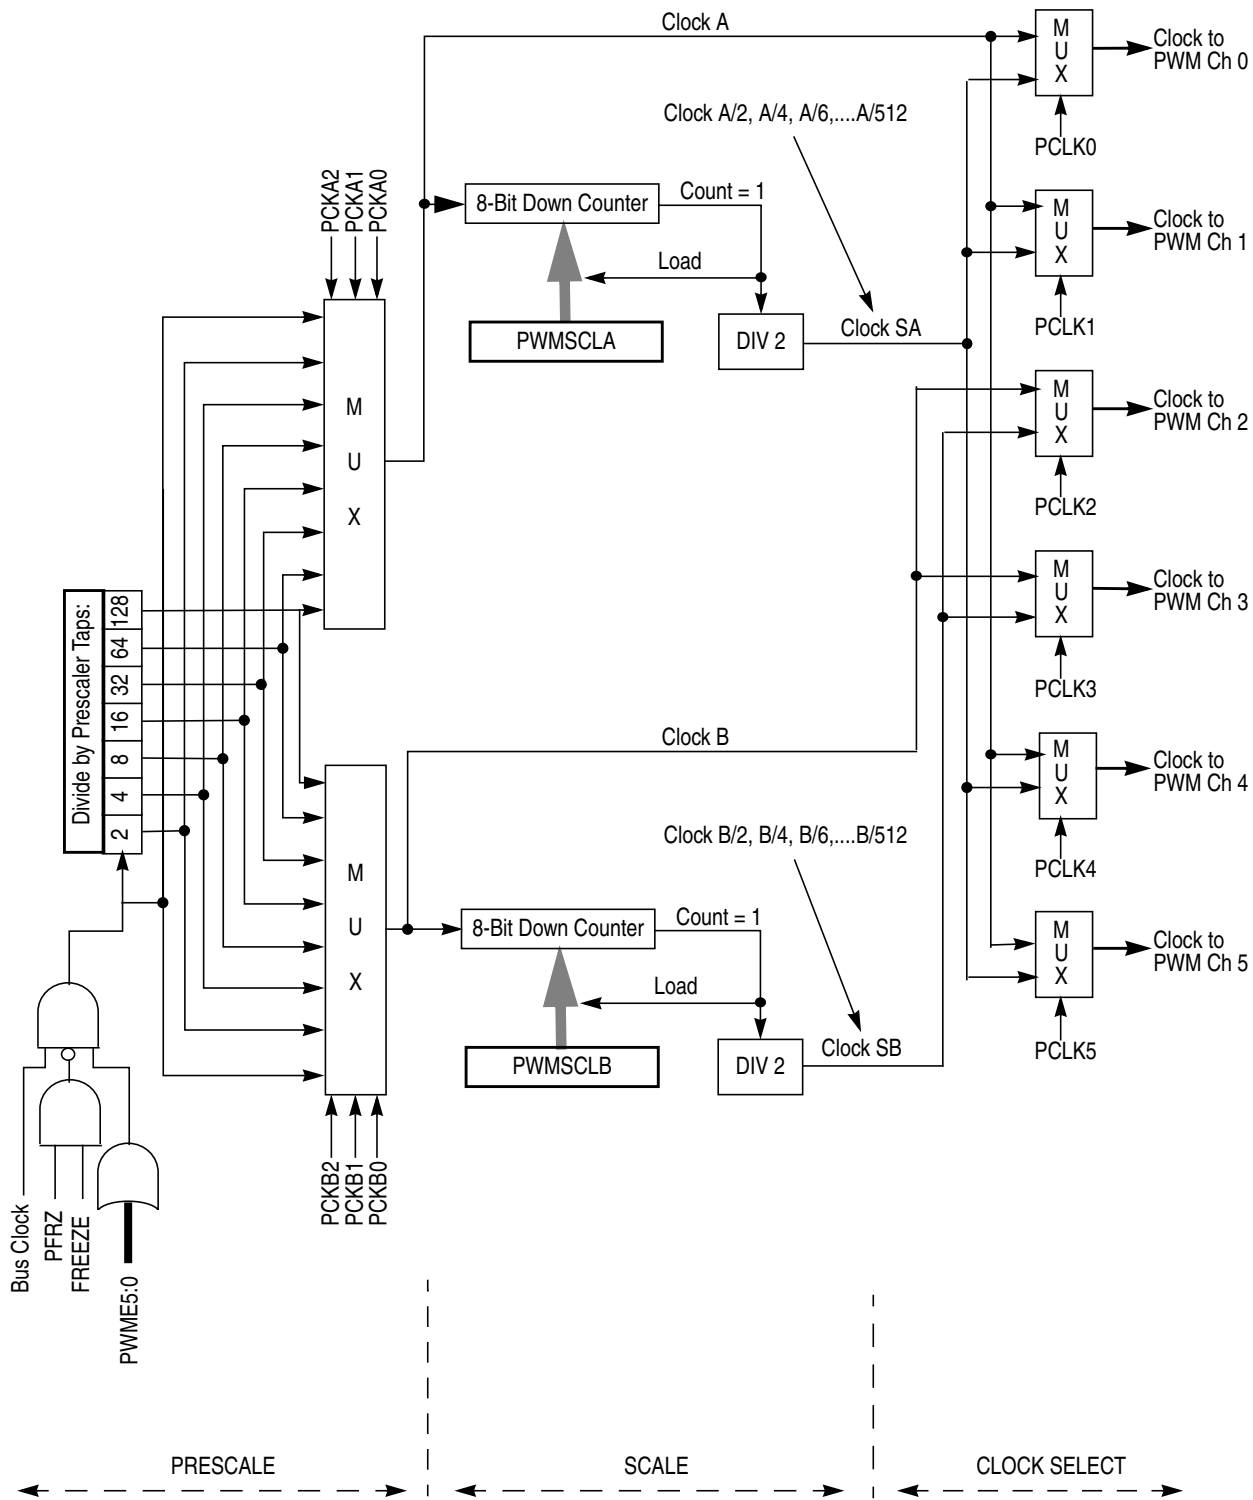 Clock A
M
U
X
Clock to
PWM Ch 0
PCLK0
Clock A/2, A/4, A/6,....A/512
PCKA2
PCKA1
PCKA0
8-Bit Down Counter
Count = 1
M
U
X
Clock to
PWM Ch 1
PCLK1
Load
PWMSCLA
DIV 2
Clock SA
M
U
X
M
U
X
Clock to
PWM Ch 2
PCLK2
M
U
X
Clock to
PWM Ch 3
PCLK3
Divide by Prescaler Taps:
128
64
32
16
8
4
2
Clock B
M
U
X
Clock to
PWM Ch 4
PCLK4
Clock B/2, B/4, B/6,....B/512
M
U
X
8-Bit Down Counter
Count = 1
M
U
X
Clock to
PWM Ch 5
PCLK5
Load
PWMSCLB
DIV 2
Clock SB
PCKB2
PCKB1
PCKB0
Bus Clock
PFRZ
FREEZE
PWME5:0
PRESCALE
SCALE
CLOCK SELECT